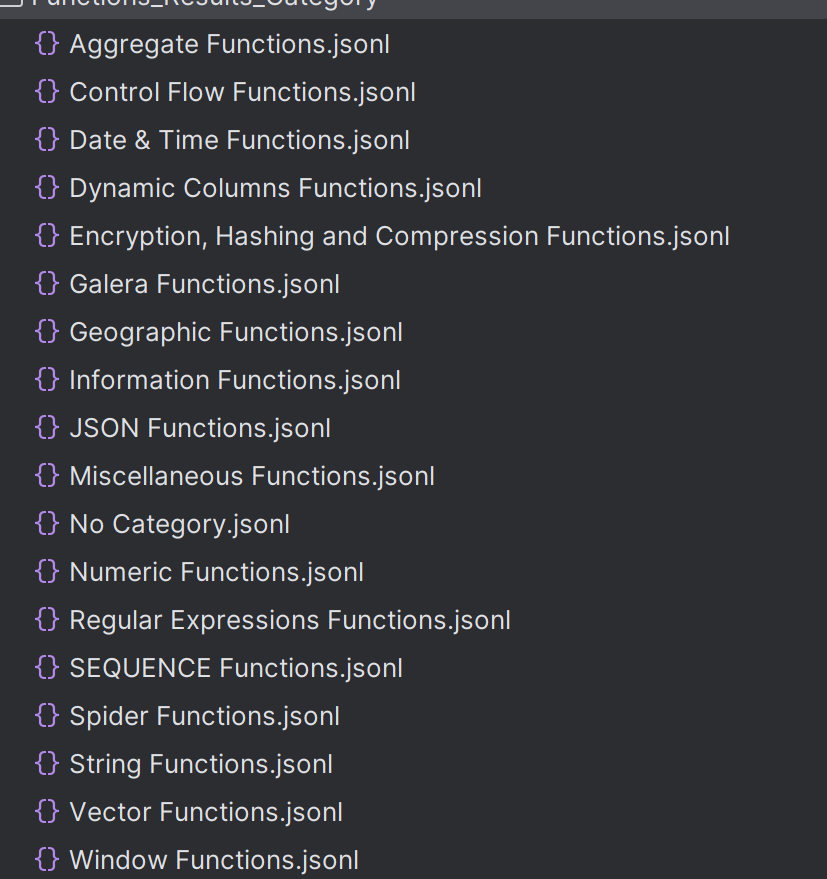 Functions_Results_Category
Aggregate Functions.jsonl
Control Flow Functions.jsonl
Date & Time Functions.jsonl
Dynamic Columns Functions.jsonl
Encryption, Hashing and Compression Functions.jsonl
Galera Functions.jsonl
Geographic Functions.jsonl
Information Functions.jsonl
JSON Functions.jsonl
Miscellaneous Functions.jsonl
No Category.jsonl
Numeric Functions.jsonl
Regular Expressions Functions.jsonl
SEQUENCE Functions.jsonl
Spider Functions.jsonl
String Functions.jsonl
Vector Functions.jsonl
Window Functions.jsonl